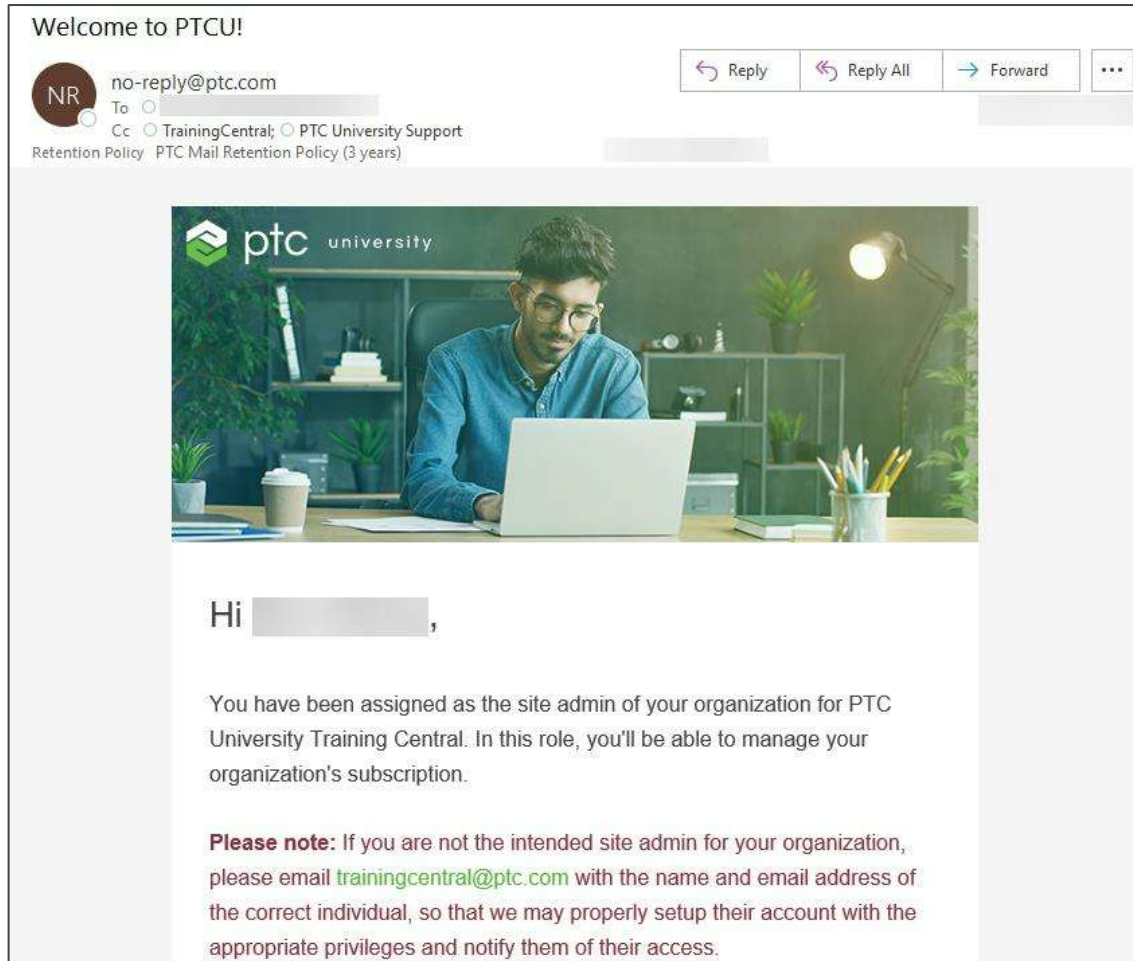 Welcome to PTCU!
NR
no-reply@ptc.com
Reply
Reply All
Forward
To
Cc TrainingCentral; PTC University Support
Retention Policy PTC Mail Retention Policy (3 years)
ptc university
Hi ,
You have been assigned as the site admin of your organization for PTC
University Training Central. In this role, you'll be able to manage your
organization's subscription.
Please note: If you are not the intended site admin for your organization,
please email trainingcentral@ptc.com with the name and email address of
the correct individual, so that we may properly setup their account with the
appropriate privileges and notify them of their access.